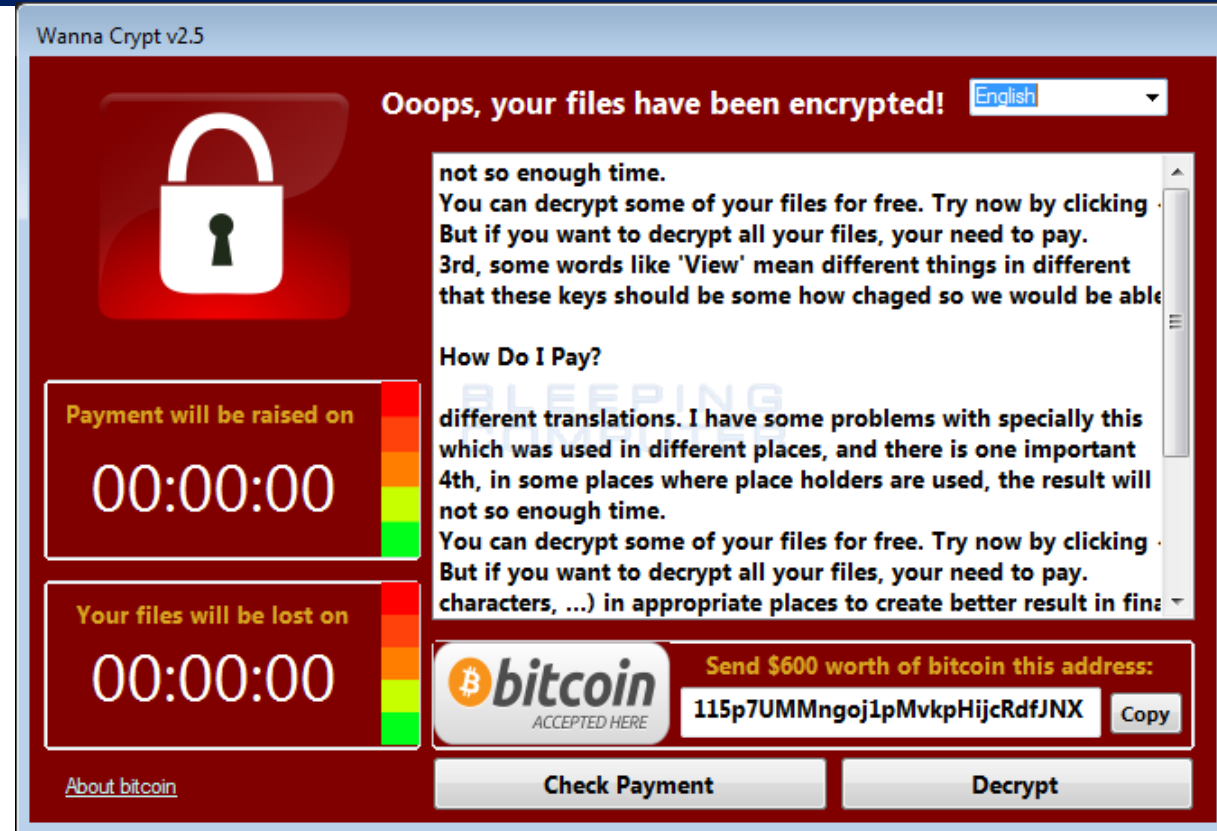 Wanna Crypt v2.5
Ooops, your files have been encrypted!
English
not so enough time.
You can decrypt some of your files for free. Try now by clicking
But if you want to decrypt all your files, your need to pay.
3rd, some words like 'View' mean different things in different
that these keys should be some how chaged so we would be able
How Do I Pay?
BLEEPING
COMPUTER
different translations. I have some problems with specially this
which was used in different places, and there is one important
4th, in some places where place holders are used, the result will
not so enough time.
You can decrypt some of your files for free. Try now by clicking
But if you want to decrypt all your files, your need to pay.
characters, ...) in appropriate places to create better result in fina
Payment will be raised on
00:00:00
Your files will be lost on
00:00:00
bitcoin
ACCEPTED HERE
Send $600 worth of bitcoin this address:
115p7UMMngoj1pMvkpHijcRdfJNX
Copy
About bitcoin
Check Payment
Decrypt